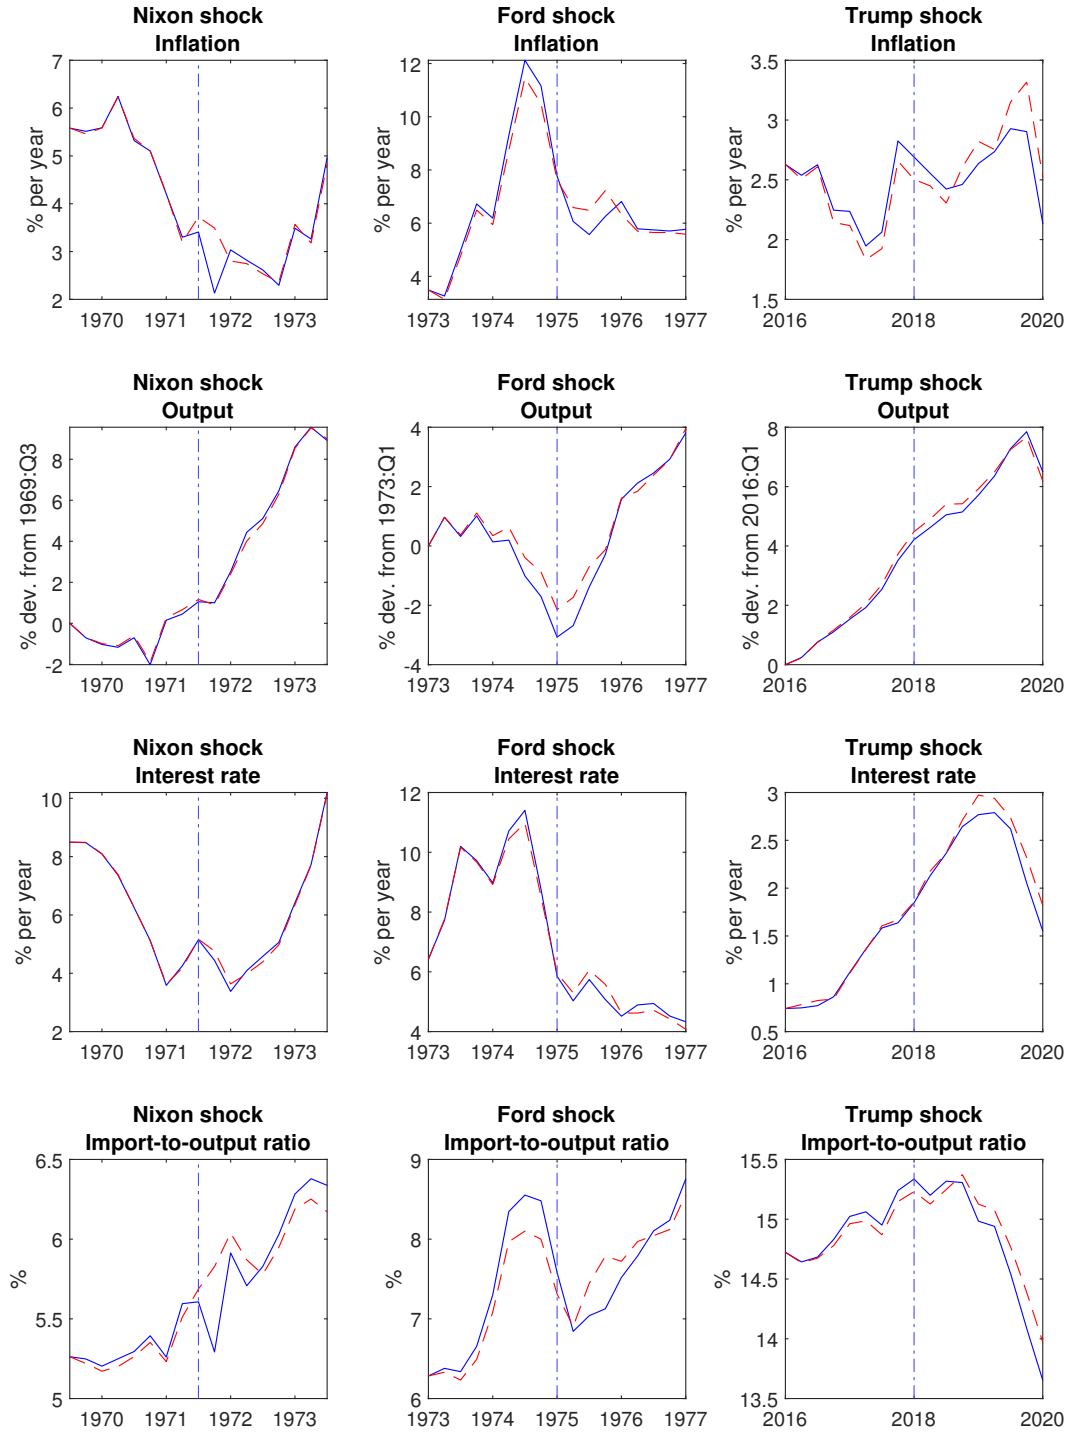 Nixon shock
Inflation
Ford shock
Inflation
Trump shock
Inflation
% per year
7
6
5
4
3
2
1970 1971 1972 1973
% per year
12
10
8
6
4
1973 1974 1975 1976 1977
% per year
3.5
3
2.5
2
1.5
2016 2018 2020
Nixon shock
Output
Ford shock
Output
Trump shock
Output
% dev. from 1969:Q3
8
6
4
2
0
-2
1970 1971 1972 1973
% dev. from 1973:Q1
4
2
0
-2
-4
1973 1974 1975 1976 1977
% dev. from 2016:Q1
8
6
4
2
0
2016 2018 2020
Nixon shock
Interest rate
Ford shock
Interest rate
Trump shock
Interest rate
% per year
10
8
6
4
2
1970 1971 1972 1973
% per year
12
10
8
6
4
1973 1974 1975 1976 1977
% per year
3
2.5
2
1.5
1
0.5
2016 2018 2020
Nixon shock
Import-to-output ratio
Ford shock
Import-to-output ratio
Trump shock
Import-to-output ratio
%
6.5
6
5.5
5
1970 1971 1972 1973
%
9
8
7
6
1973 1974 1975 1976 1977
%
15.5
15
14.5
14
13.5
2016 2018 2020